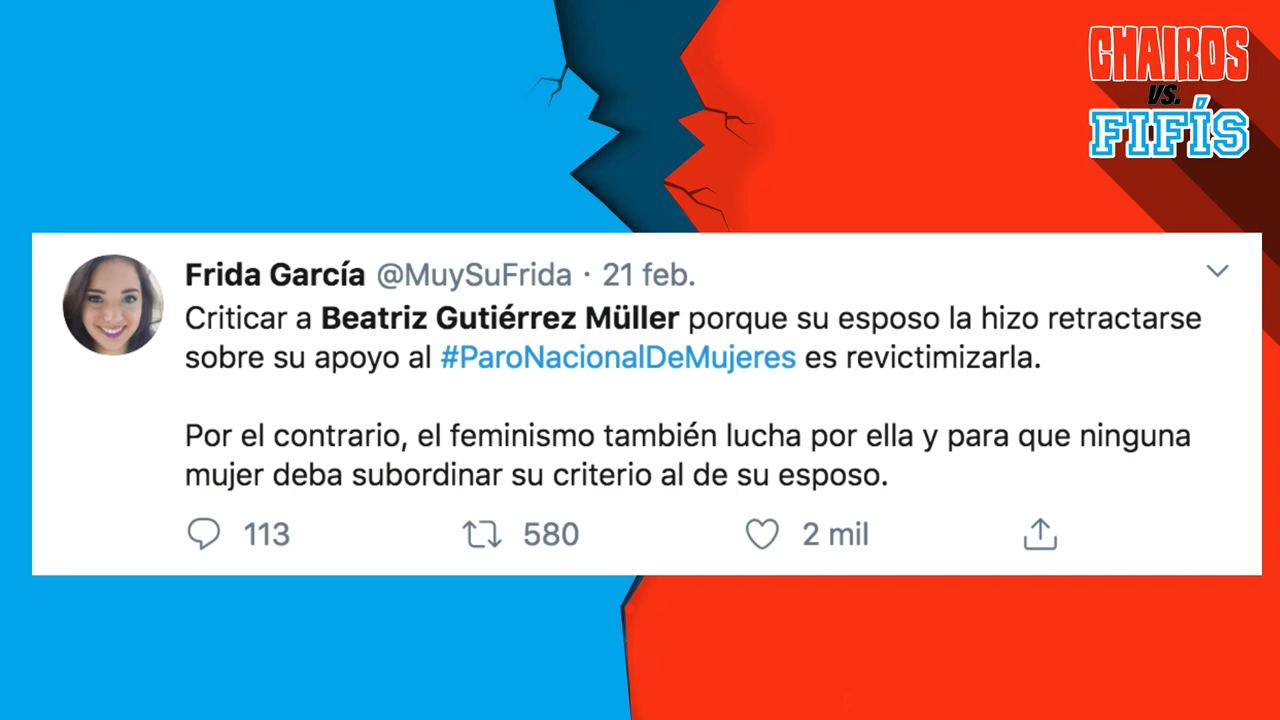 CHAIROS
VS.
FIFÍS
Frida García @MuySuFrida · 21 feb.
Criticar a Beatriz Gutiérrez Müller porque su esposo la hizo retractarse
sobre su apoyo al #ParoNacionalDeMujeres es revictimizarla.
Por el contrario, el feminismo también lucha por ella y para que ninguna
mujer deba subordinar su criterio al de su esposo.
113 580 2 mil